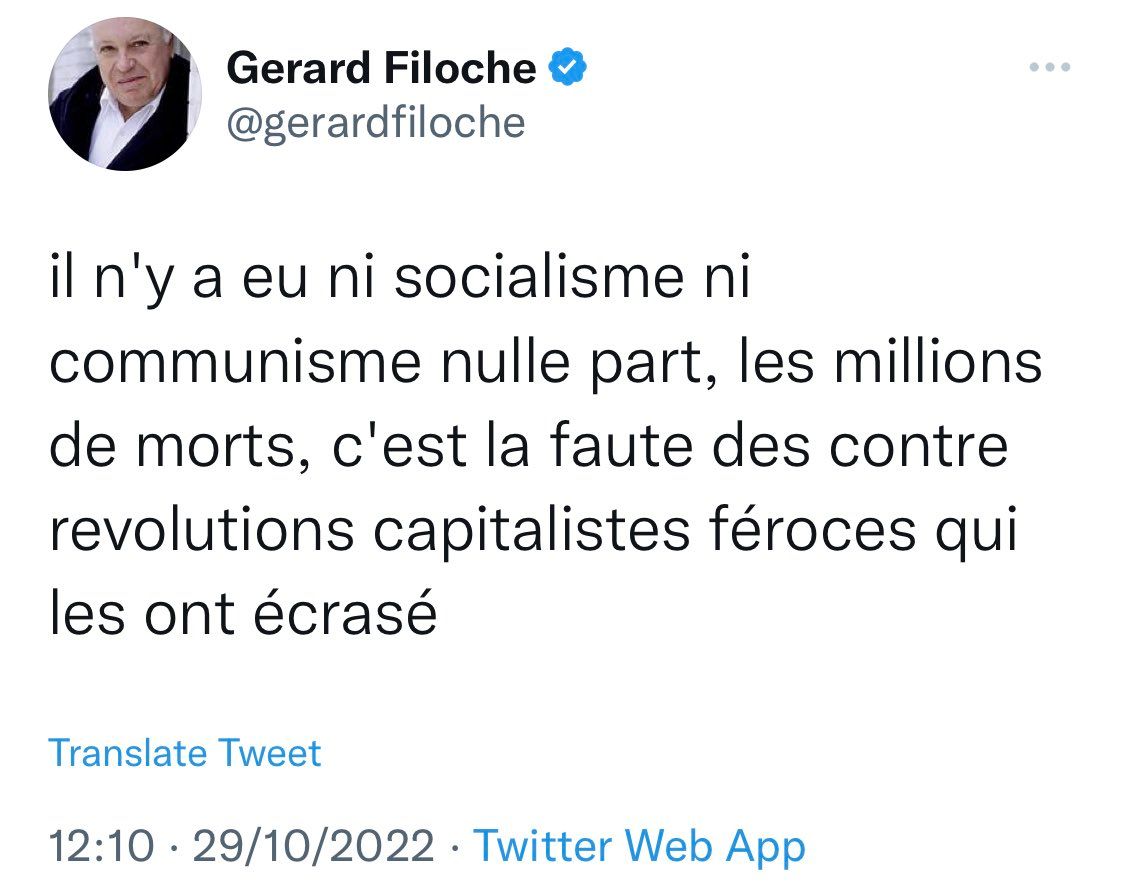 Gerard Filoche
@gerardfiloche
il n'y a eu ni socialisme ni
communisme nulle part, les millions
de morts, c'est la faute des contre
revolutions capitalistes féroces qui
les ont écrasé
Translate Tweet
12:10 · 29/10/2022 · Twitter Web App